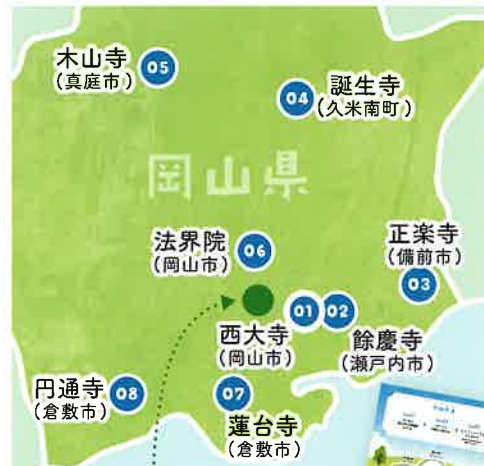 木山寺
(真庭市)
05
04
誕生寺
(久米南町)
岡山県
法界院
(岡山市)
06
正楽寺
(備前市)
03
01
02
西大寺
(岡山市)
餘慶寺
(瀬戸内市)
円通寺
(倉敷市)
08
07
蓮台寺
(倉敷市)